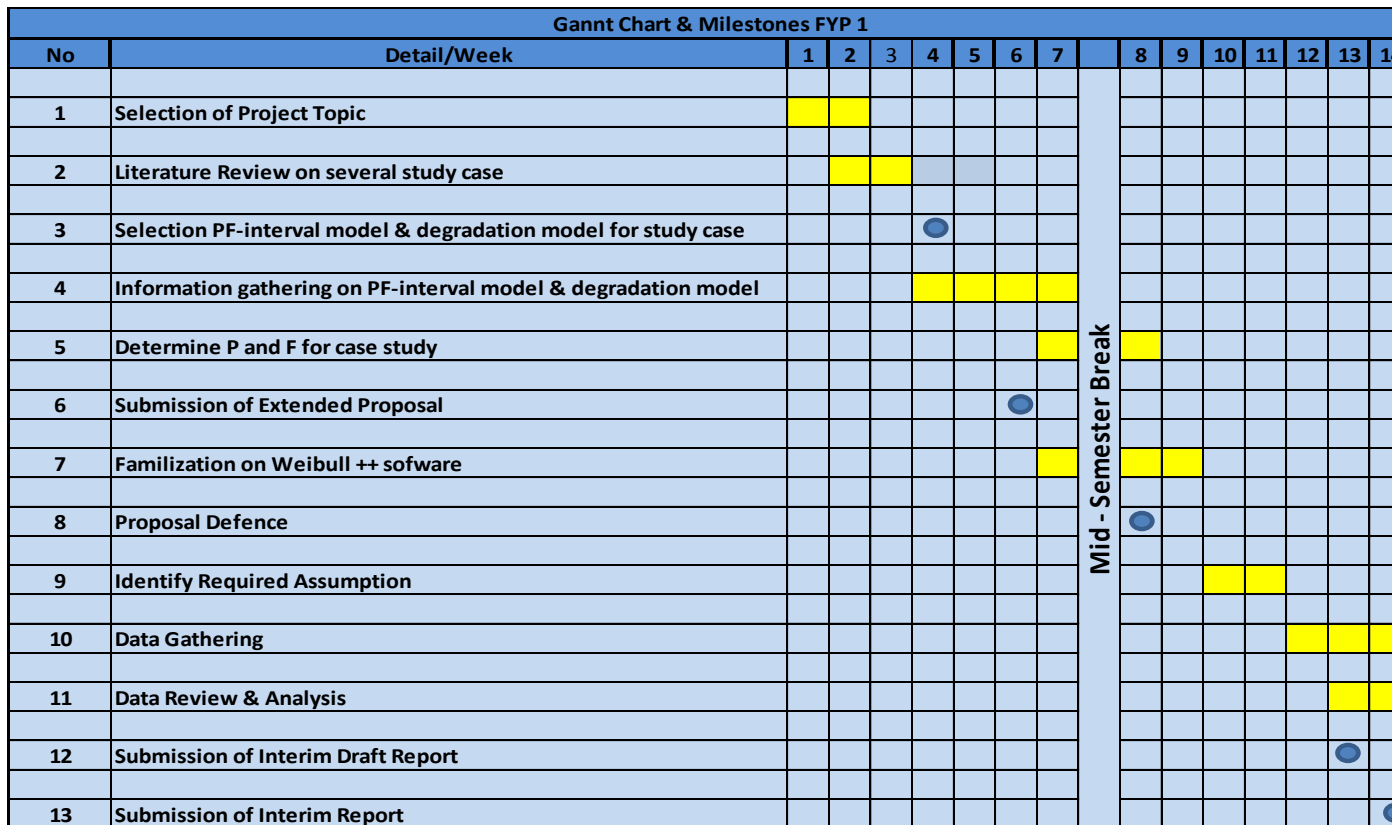 Gannt Chart & Milestones FYP 1
No Detail/Week 1 2 3 4 5 6 7 8 9 10 11 12 13
1 Selection of Project Topic
2 Literature Review on several study case
3 Selection PF-interval model & degradation model for study case
4 Information gathering on PF-interval model & degradation model
5 Determine P and F for case study
6 Submission of Extended Proposal
7 Familization on Weibull ++ sofware
8 Proposal Defence
9 Identify Required Assumption
10 Data Gathering
11 Data Review & Analysis
12 Submission of Interim Draft Report
13 Submission of Interim Report
Mid - Semester Break